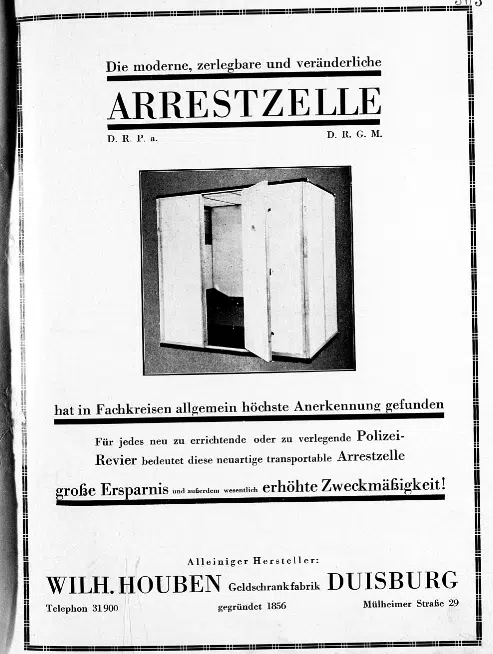 Die moderne, zerlegbare und veränderliche
ARRESTZELLE
D. R. P. a. D. R. G. M.
hat in Fachkreisen allgemein höchste Anerkennung gefunden
Für jedes neu zu errichtende oder zu verlegende Polizei-
Revier bedeutet diese neuartige transportable Arrestzelle
große Ersparnis und außerdem wesentlich erhöhte Zweckmäßigkeit!
Alleiniger Hersteller:
WILH. HOUBEN Geldschrankfabrik DUISBURG
Telephon 31900 gegründet 1856 Mülheimer Straße 29